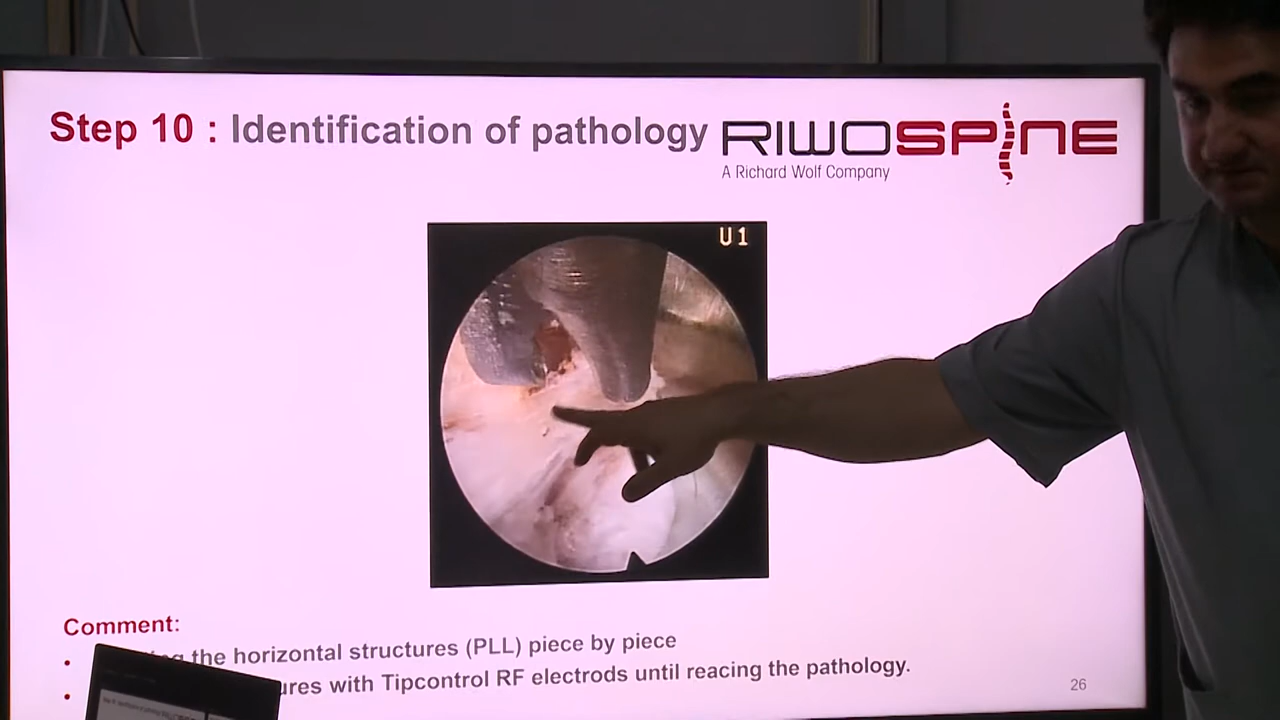 Step 10 : Identification of pathology
RIWOSPINE
A Richard Wolf Company
U1
Comment:
the horizontal structures (PLL) piece by piece
with Tipcontrol RF electrods until reacing the pathology.
26